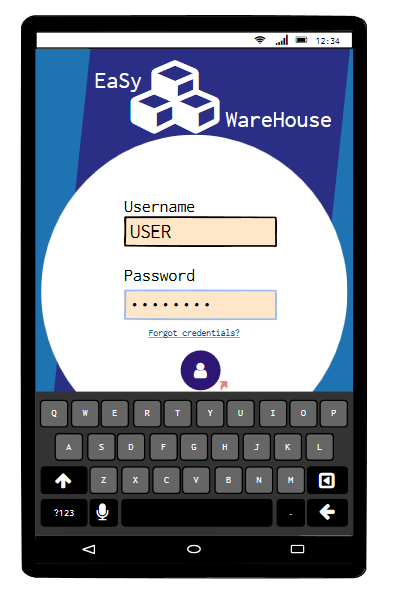 12:34
EaSy
WareHouse
Username
USER
Password
••••••••
Forgot credentials?
Q W E R T Y U I O P
A S D F G H J K L
Z X C V B N M
?123 .